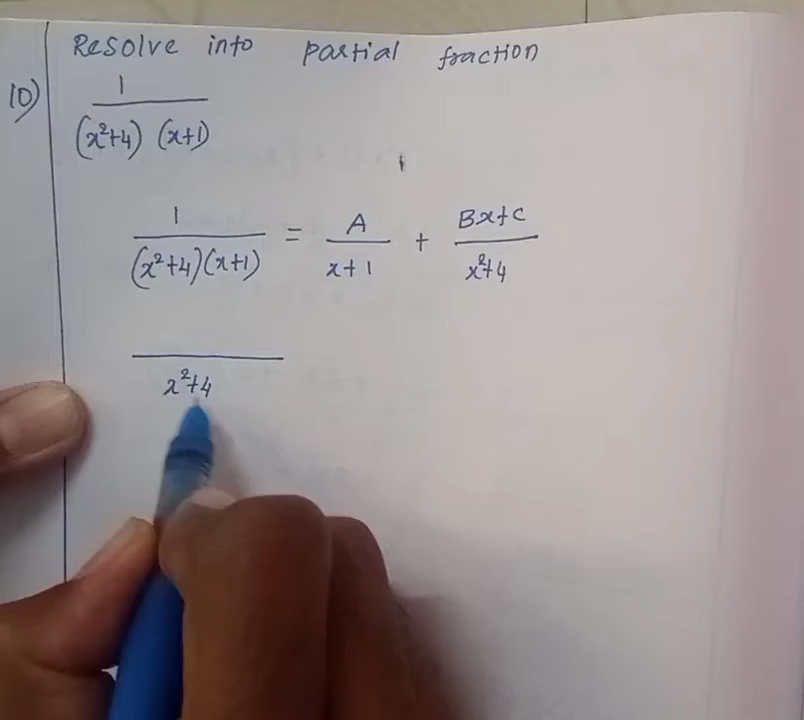 Resolve into partial fraction
10) 1
(x²+4) (x+1)
1 = A + Bx+C
(x²+4)(x+1) x+1 x²+4
x²+4